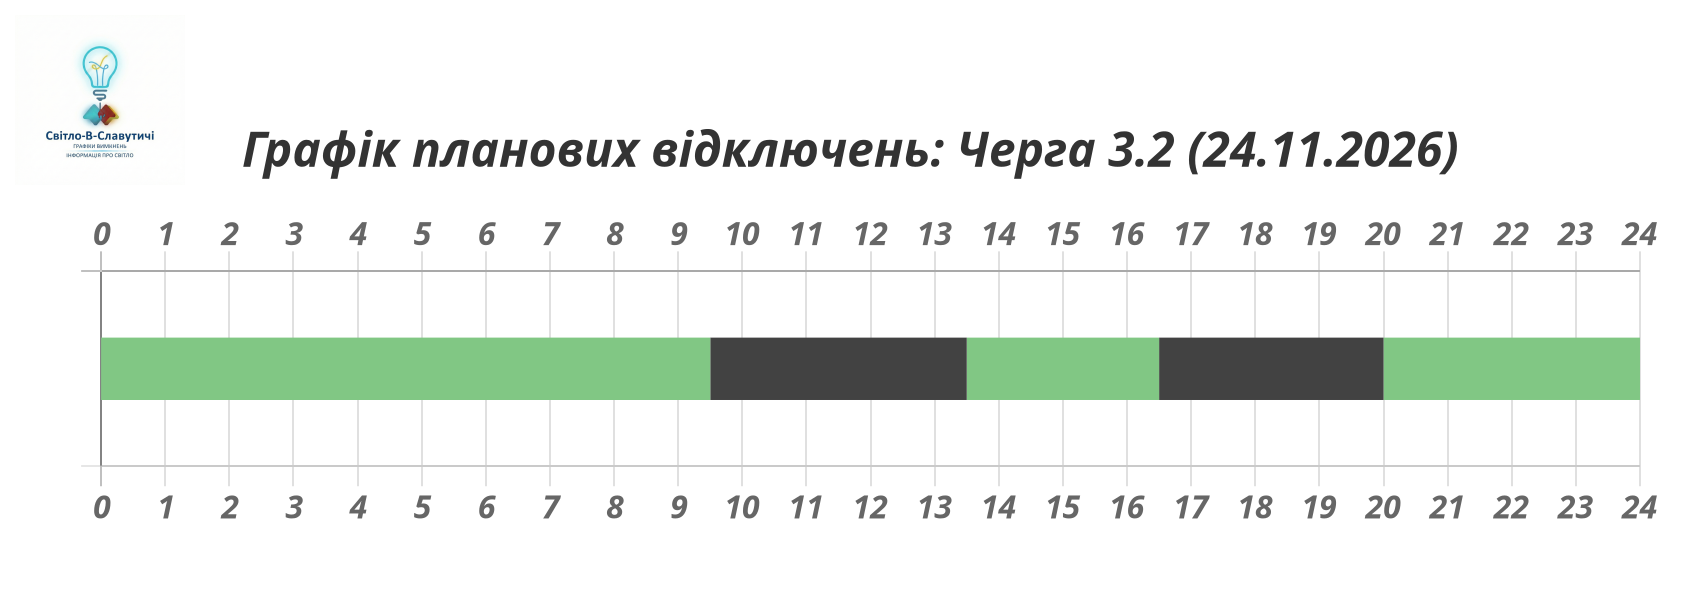 Світло-В-Славутичі
ГРАФІКИ ВИМКНЕНЬ
ІНФОРМАЦІЯ ПРО СВІТЛО
Графік планових відключень: Черга 3.2 (24.11.2026)
0 1 2 3 4 5 6 7 8 9 10 11 12 13 14 15 16 17 18 19 20 21 22 23 24
0 1 2 3 4 5 6 7 8 9 10 11 12 13 14 15 16 17 18 19 20 21 22 23 24